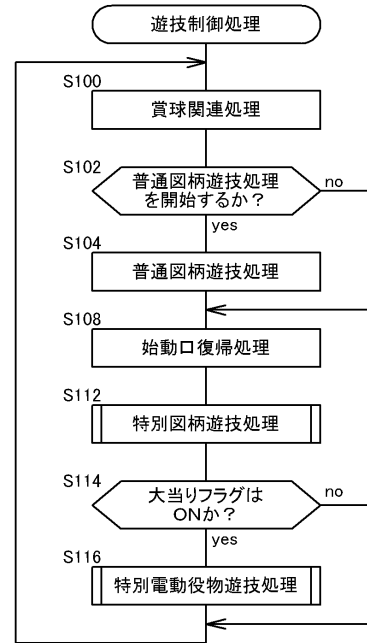 遊技制御処理
S100
賞球関連処理
S102
普通図柄遊技処理
を開始するか？
no
yes
S104
普通図柄遊技処理
S108
始動口復帰処理
S112
特別図柄遊技処理
S114
大当りフラグは
ONか？
no
yes
S116
特別電動役物遊技処理